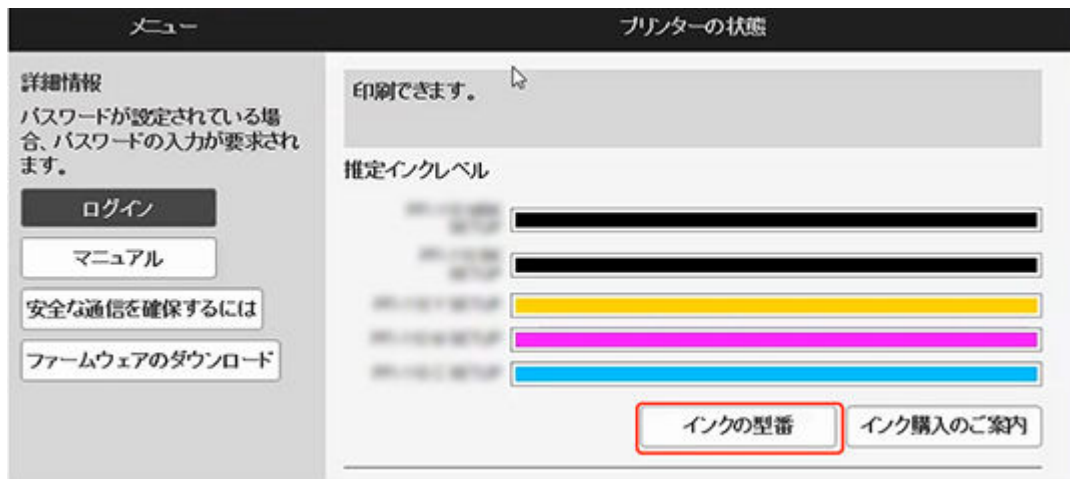 メニュー
プリンターの状態
詳細情報
パスワードが設定されている場
合、パスワードの入力が要求され
ます。
ログイン
マニュアル
安全な通信を確保するには
ファームウェアのダウンロード
印刷できます。
推定インクレベル
インクの型番
インク購入のご案内